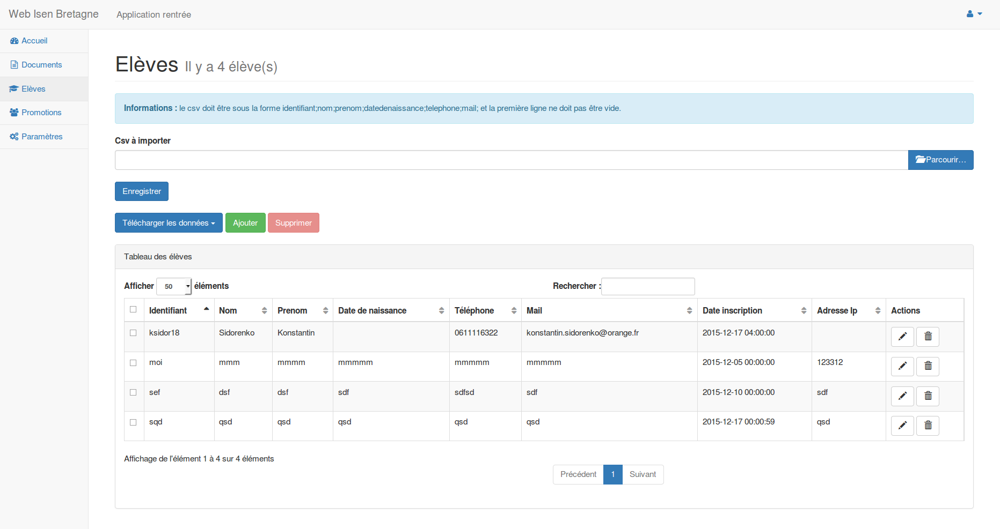 Web Isen Bretagne Application rentrée
Accueil
Documents
Elèves
Promotions
Paramètres
Elèves Il y a 4 élève(s)
Informations : le csv doit être sous la forme identifiant;nom;prenom;datedenaissance;telephone;mail; et la première ligne ne doit pas être vide.
Csv à importer
Parcourir...
Enregistrer
Télécharger les données Ajouter Supprimer
Tableau des élèves
Afficher 50 éléments Rechercher :
Identifiant Nom Prenom Date de naissance Téléphone Mail Date inscription Adresse Ip Actions
ksidor18 Sidorenko Konstantin 0611116322 konstantin.sidorenko@orange.fr 2015-12-17 04:00:00
moi mmm mmmm mmmmm mmmmm mmmmm 2015-12-05 00:00:00 123312
sef dsf dsf sdf sdfsd sdf 2015-12-10 00:00:00 sdf
sqd qsd qsd qsd qsd qsd 2015-12-17 00:00:59 qsd
Affichage de l'élément 1 à 4 sur 4 éléments
Précédent 1 Suivant